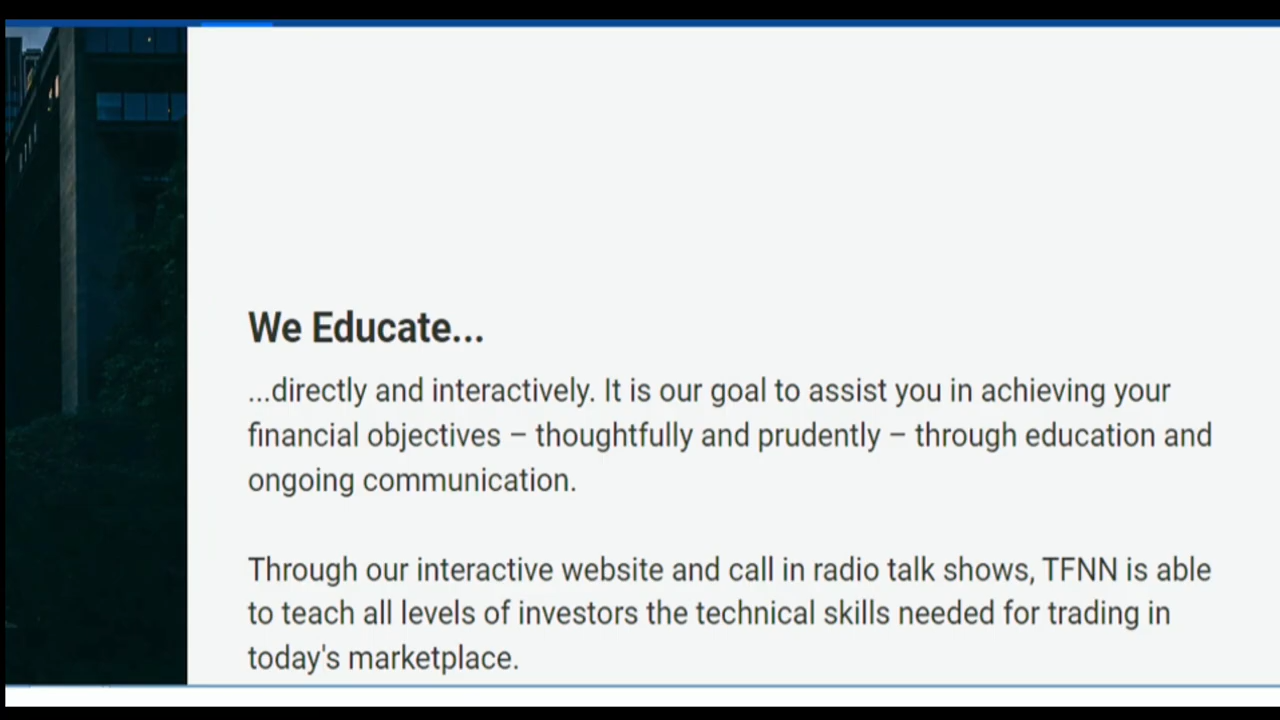 We Educate...
...directly and interactively. It is our goal to assist you in achieving your
financial objectives – thoughtfully and prudently – through education and
ongoing communication.
Through our interactive website and call in radio talk shows, TFNN is able
to teach all levels of investors the technical skills needed for trading in
today's marketplace.